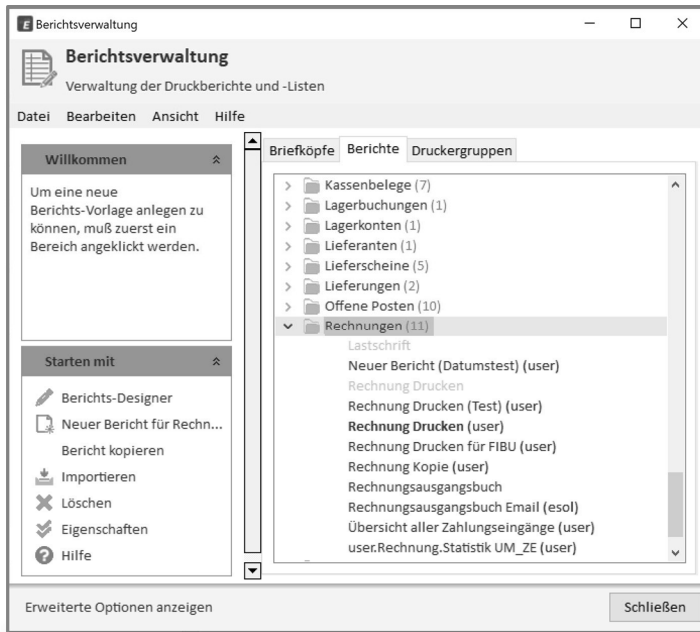 Berichtsverwaltung
Berichtsverwaltung
Verwaltung der Druckberichte und -Listen
Datei Bearbeiten Ansicht Hilfe
Willkommen
Um eine neue
Berichts-Vorlage anlegen zu
können, muß zuerst ein
Bereich angeklickt werden.
Starten mit
Berichts-Designer
Neuer Bericht für Rechn...
Bericht kopieren
Importieren
Löschen
Eigenschaften
Hilfe
Briefköpfe Berichte Druckergruppen
Kassenbelege (7)
Lagerbuchungen (1)
Lagerkonten (1)
Lieferanten (1)
Lieferscheine (5)
Lieferungen (2)
Offene Posten (10)
Rechnungen (11)
Lastschrift
Neuer Bericht (Datumstest) (user)
Rechnung Drucken
Rechnung Drucken (Test) (user)
Rechnung Drucken (user)
Rechnung Drucken für FIBU (user)
Rechnung Kopie (user)
Rechnungsausgangsbuch
Rechnungsausgangsbuch Email (esol)
Übersicht aller Zahlungseingänge (user)
user.Rechnung.Statistik UM_ZE (user)
Erweiterte Optionen anzeigen
Schließen